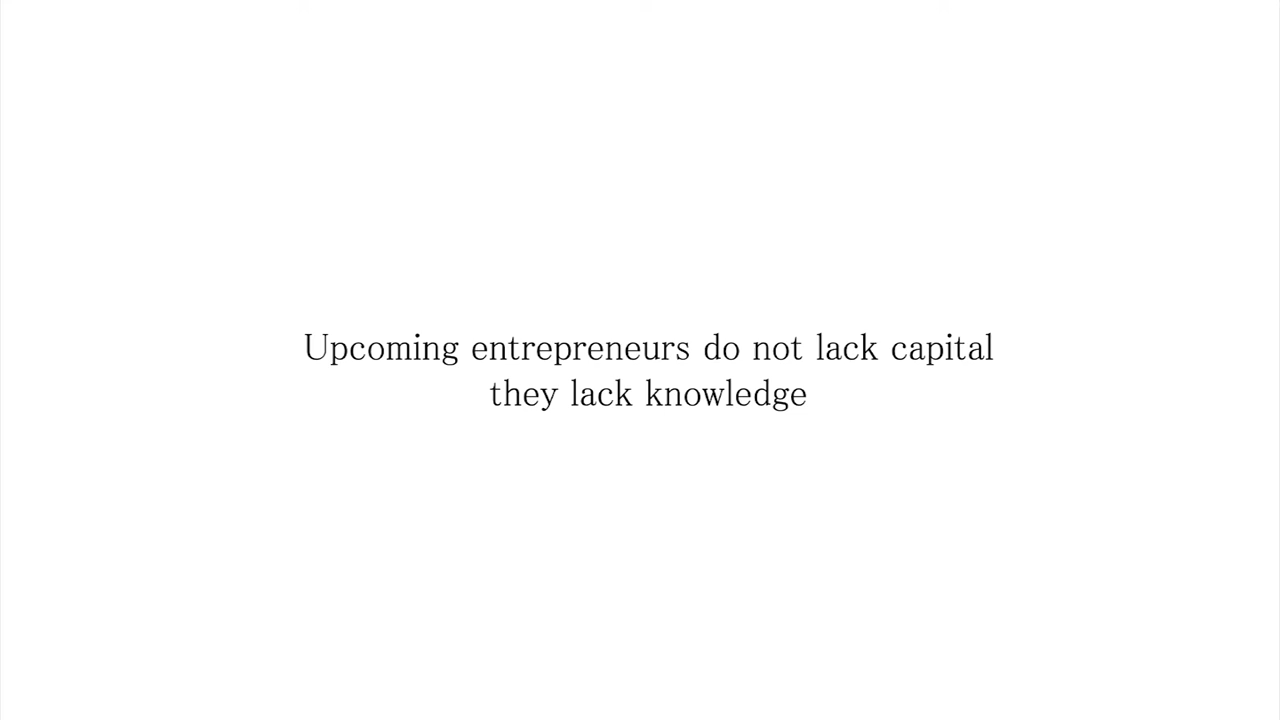 Upcoming entrepreneurs do not lack capital
they lack knowledge